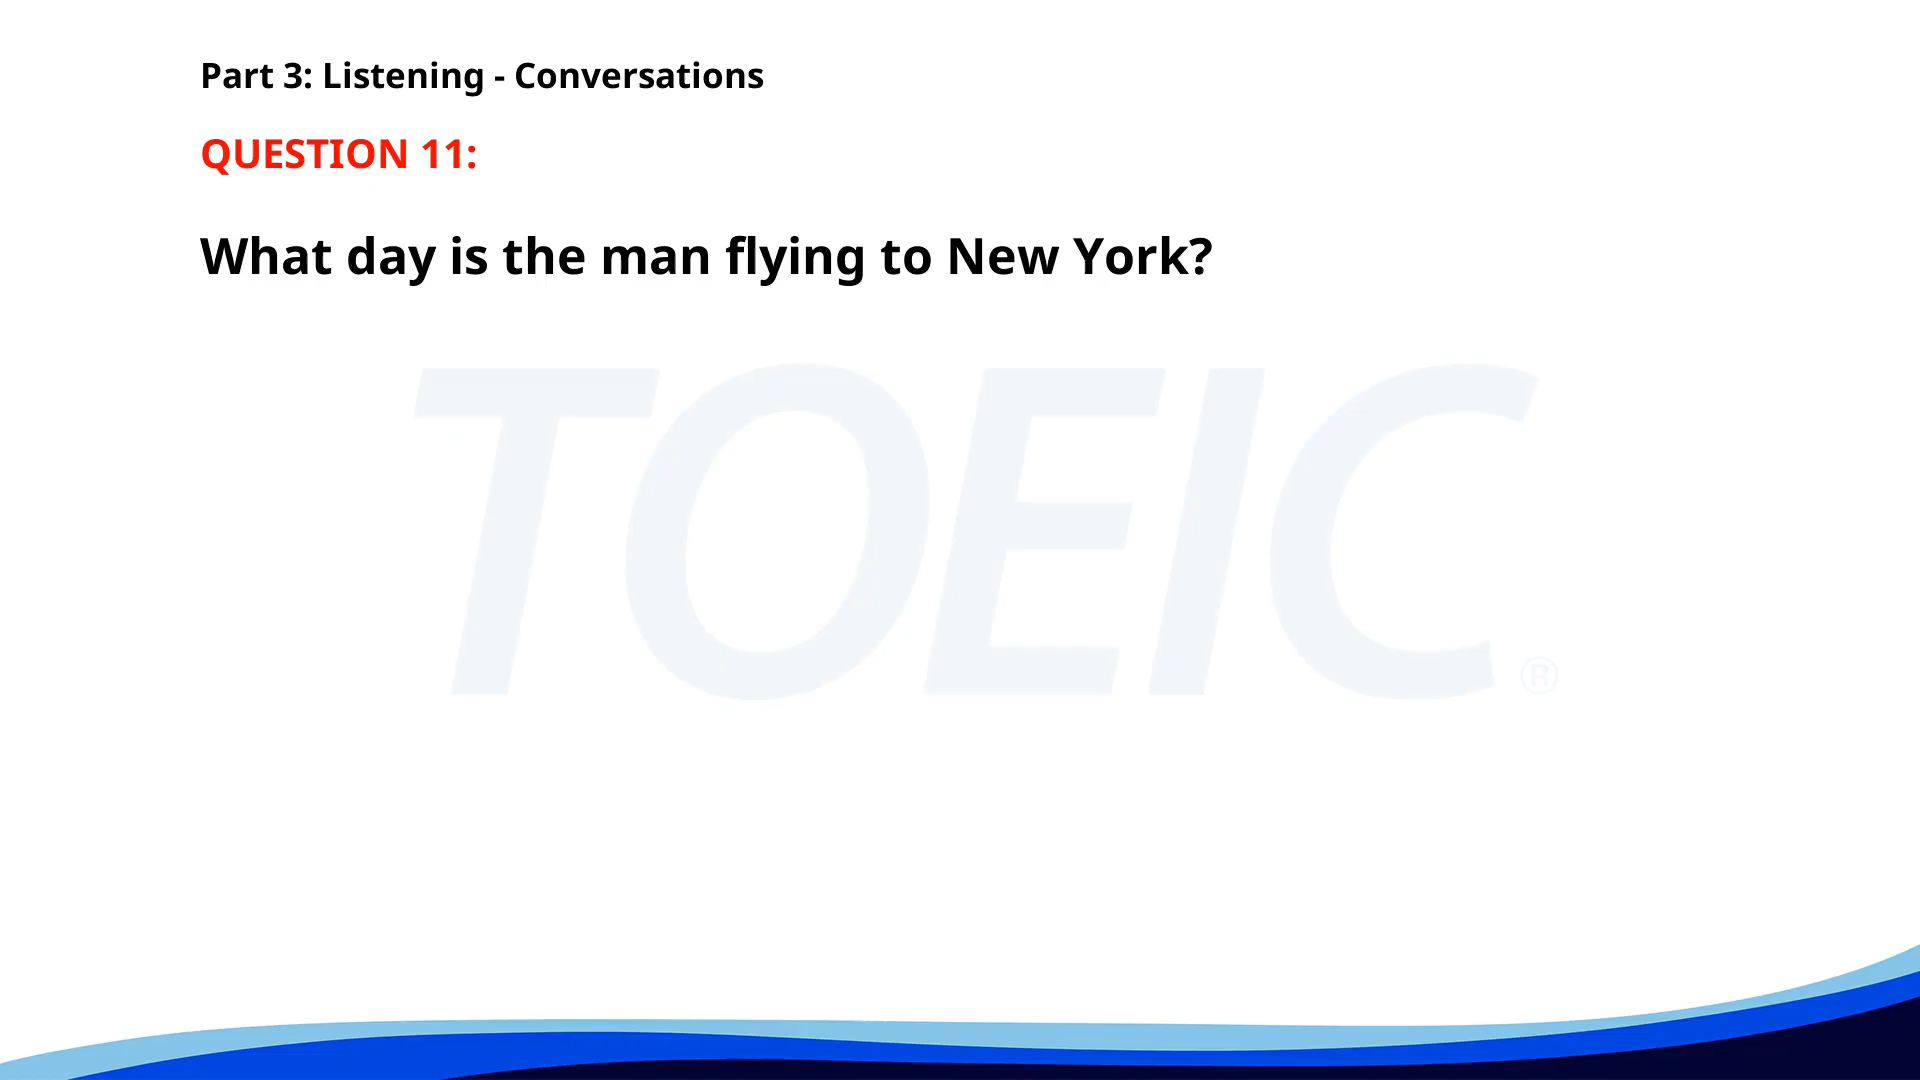 Part 3: Listening - Conversations
QUESTION 11:
What day is the man flying to New York?
TOEIC®